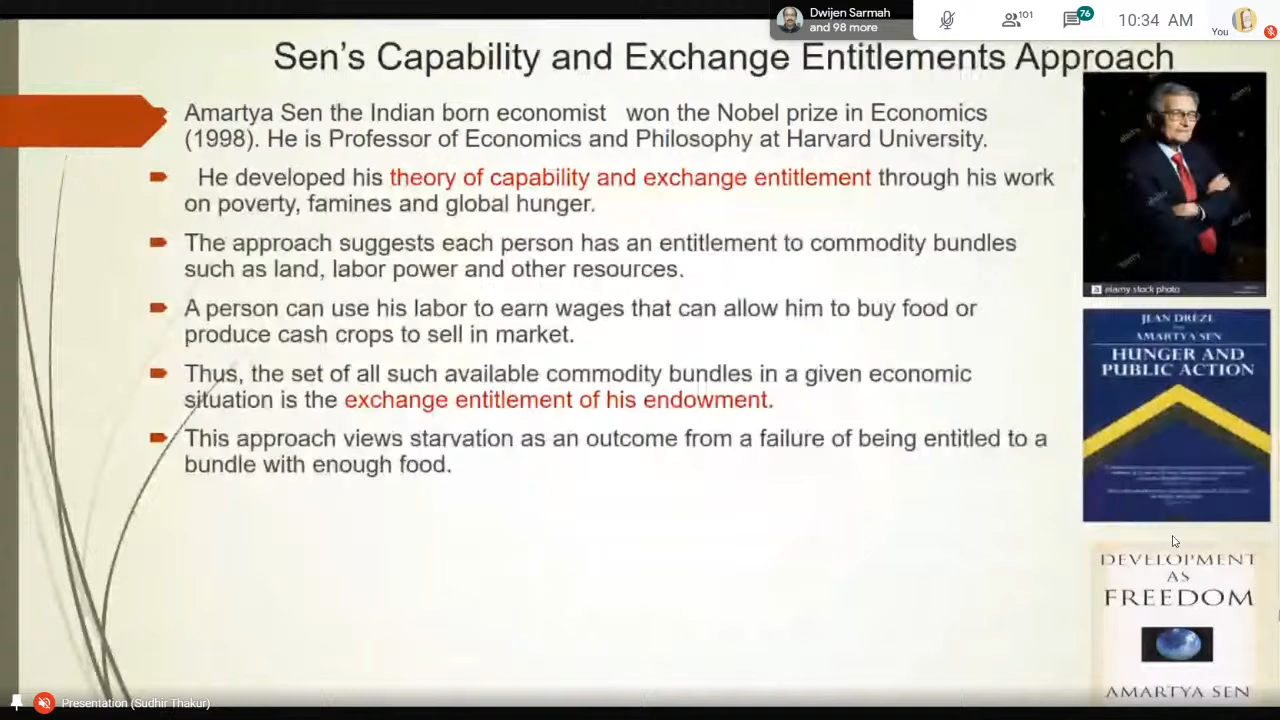 Dwijen Sarmah
and 98 more
101
76
10:34 AM
You
Sen's Capability and Exchange Entitlements Approach
Amartya Sen the Indian born economist won the Nobel prize in Economics
(1998). He is Professor of Economics and Philosophy at Harvard University.
He developed his theory of capability and exchange entitlement through his work
on poverty, famines and global hunger.
The approach suggests each person has an entitlement to commodity bundles
such as land, labor power and other resources.
A person can use his labor to earn wages that can allow him to buy food or
produce cash crops to sell in market.
Thus, the set of all such available commodity bundles in a given economic
situation is the exchange entitlement of his endowment.
This approach views starvation as an outcome from a failure of being entitled to a
bundle with enough food.
alamy
alamy
alamy
a alamy stock photo
JEAN DRÈZE
AMARTYA SEN
HUNGER AND
PUBLIC ACTION
DEVELOPMENT
AS
FREEDOM
AMARTYA SEN
Presentation (Sudhir Thakur)